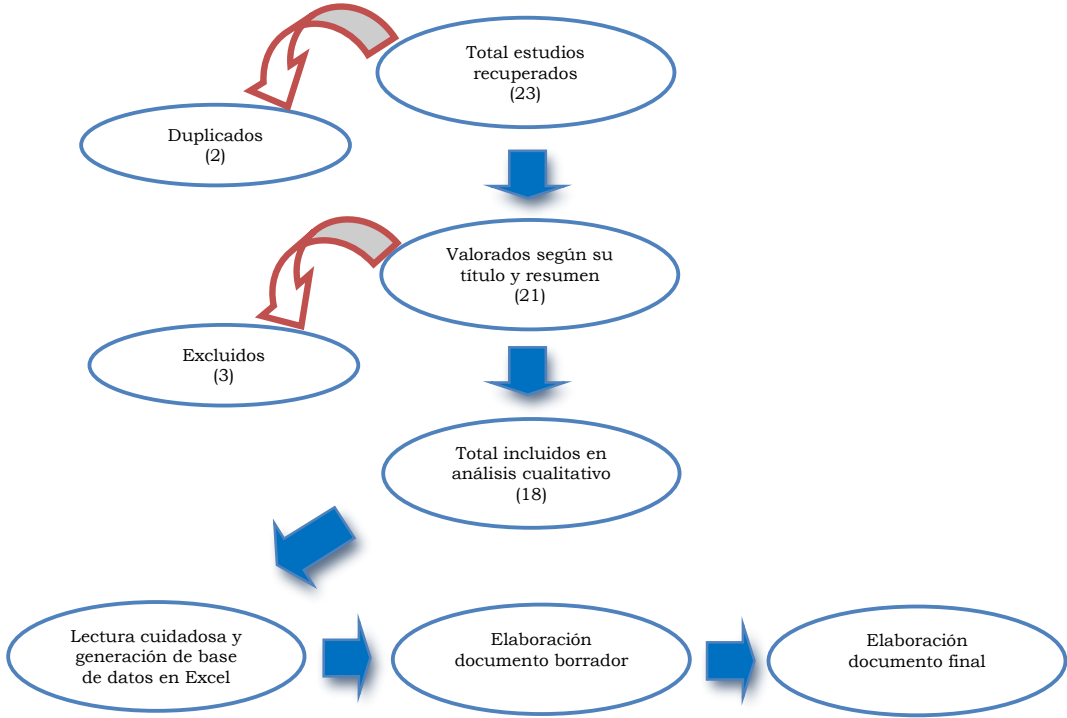 Total estudios
recuperados
(23)
Duplicados
(2)
Valorados según su
título y resumen
(21)
Excluidos
(3)
Total incluidos en
análisis cualitativo
(18)
Lectura cuidadosa y
generación de base
de datos en Excel
Elaboración
documento borrador
Elaboración
documento final